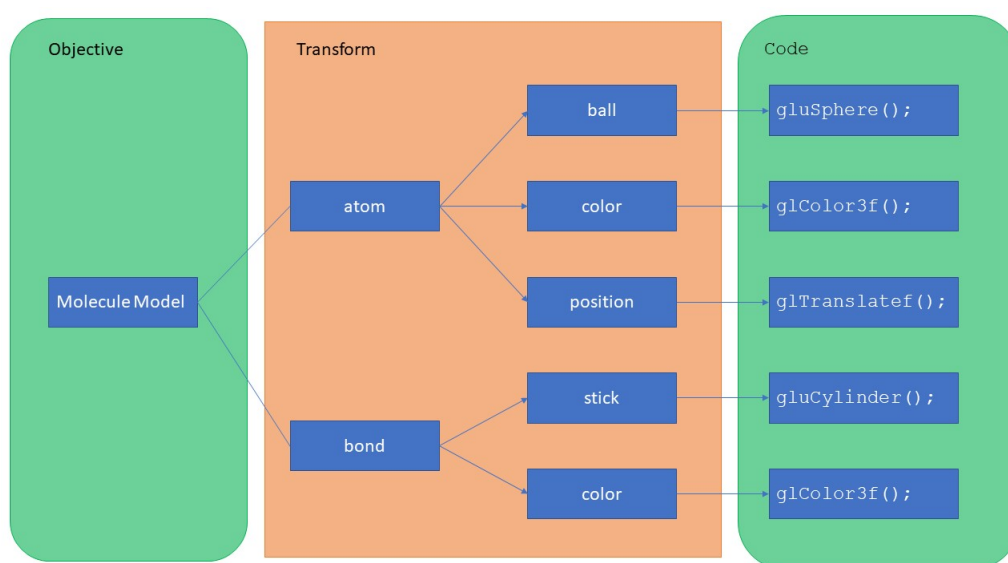 Objective
Transform
Code
ball
gluSphere();
atom
color
glColor3f();
Molecule Model
position
glTranslatef();
stick
gluCylinder();
bond
color
glColor3f();